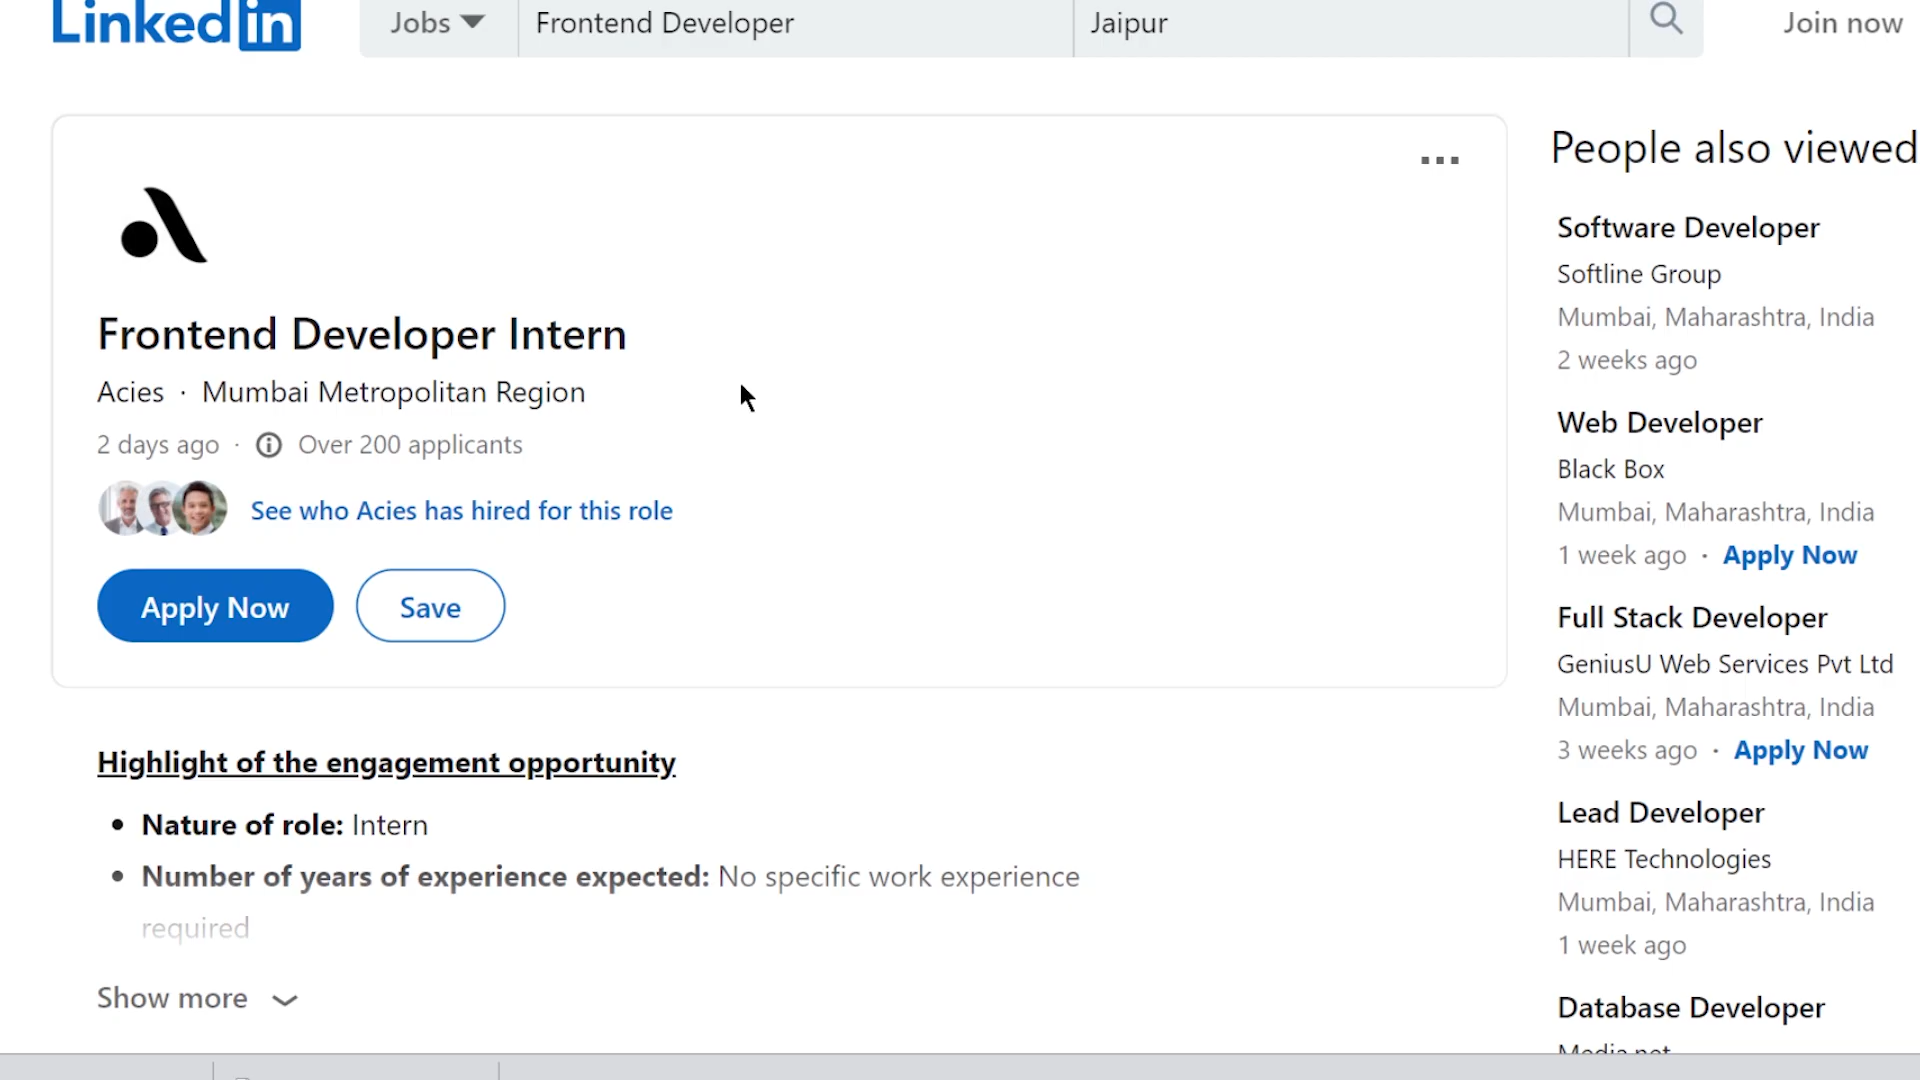 Linked in
Jobs
Frontend Developer
Jaipur
Join now
Frontend Developer Intern
Acies · Mumbai Metropolitan Region
2 days ago · Over 200 applicants
See who Acies has hired for this role
Apply Now
Save
Highlight of the engagement opportunity
• Nature of role: Intern
• Number of years of experience expected: No specific work experience
required
Show more
People also viewed
Software Developer
Softline Group
Mumbai, Maharashtra, India
2 weeks ago
Web Developer
Black Box
Mumbai, Maharashtra, India
1 week ago · Apply Now
Full Stack Developer
GeniusU Web Services Pvt Ltd
Mumbai, Maharashtra, India
3 weeks ago · Apply Now
Lead Developer
HERE Technologies
Mumbai, Maharashtra, India
1 week ago
Database Developer
Media.net